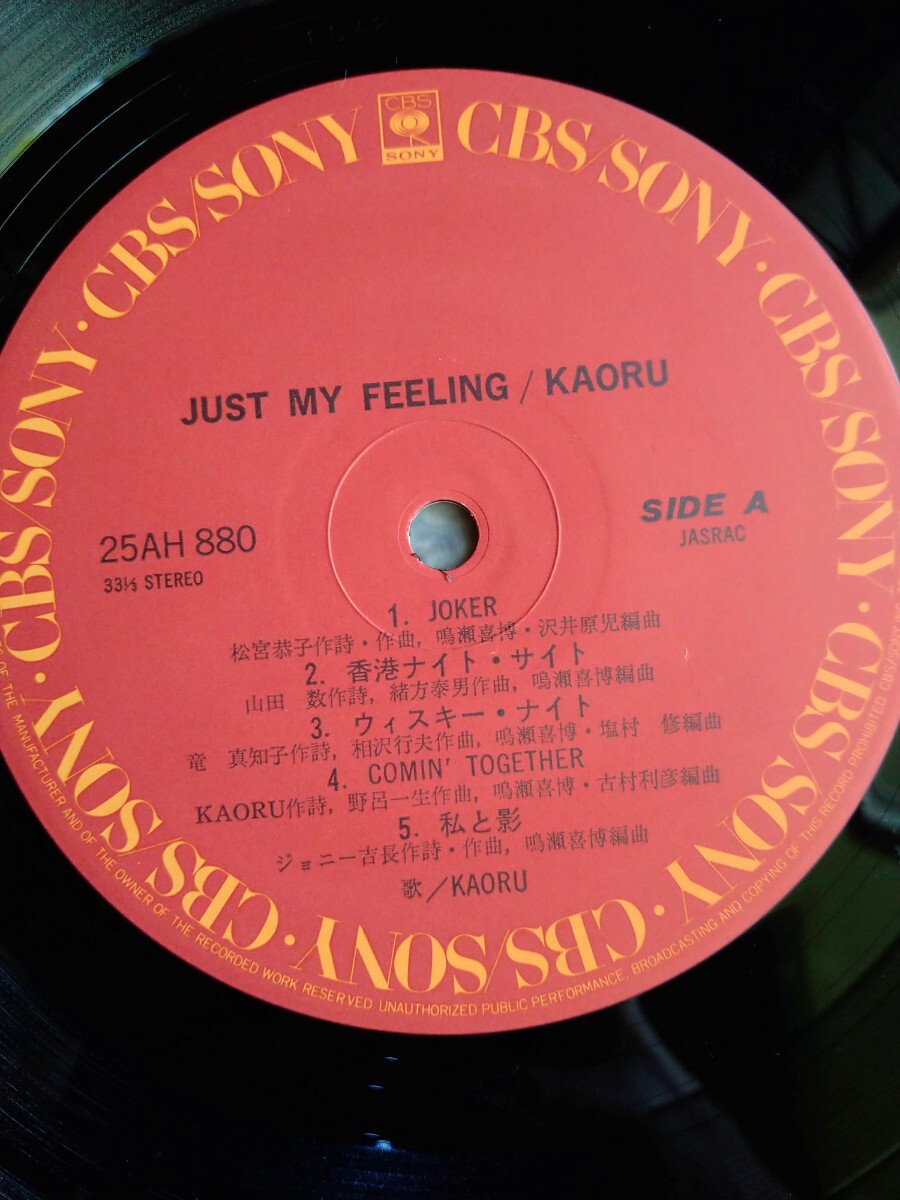 CBS
SONY
CBS/SONY · CBS/SONY · CBS/SONY · CBS/SONY · CBS/SONY · CBS/SONY · CBS/SONY · CBS/SONY
JUST MY FEELING / KAORU
25AH 880
33⅓ STEREO
SIDE A
JASRAC
1. JOKER
松宮恭子作詩・作曲, 鳴瀬喜博・沢井原児編曲
2. 香港ナイト・サイト
山田 数作詩, 緒方泰男作曲, 鳴瀬喜博編曲
3. ウィスキー・ナイト
竜 真知子作詩, 相沢行夫作曲, 鳴瀬喜博・塩村 修編曲
4. COMIN' TOGETHER
KAORU作詩, 野呂一生作曲, 鳴瀬喜博・古村利彦編曲
5. 私と影
ジョニー吉長作詩・作曲, 鳴瀬喜博編曲
歌／KAORU
OF THE MANUFACTURER AND OF THE OWNER OF THE RECORDED WORK RESERVED. UNAUTHORIZED PUBLIC PERFORMANCE, BROADCASTING AND COPYING OF THIS RECORD PROHIBITED